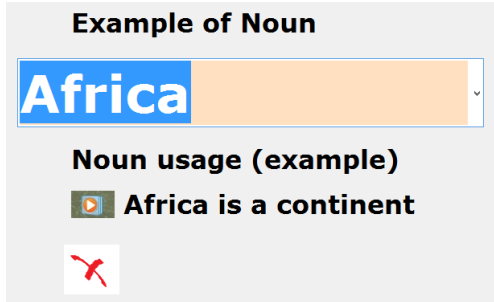 Example of Noun
Africa
Noun usage (example)
Africa is a continent